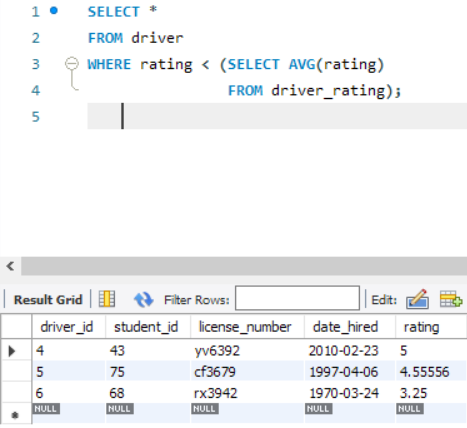 1 SELECT *
2 FROM driver
3 WHERE rating < (SELECT AVG(rating)
4 FROM driver_rating);
5
Result Grid Filter Rows: Edit:
driver_id student_id license_number date_hired rating
4 43 yv6392 2010-02-23 5
5 75 cf3679 1997-04-06 4.55556
6 68 rx3942 1970-03-24 3.25
NULL NULL NULL NULL NULL